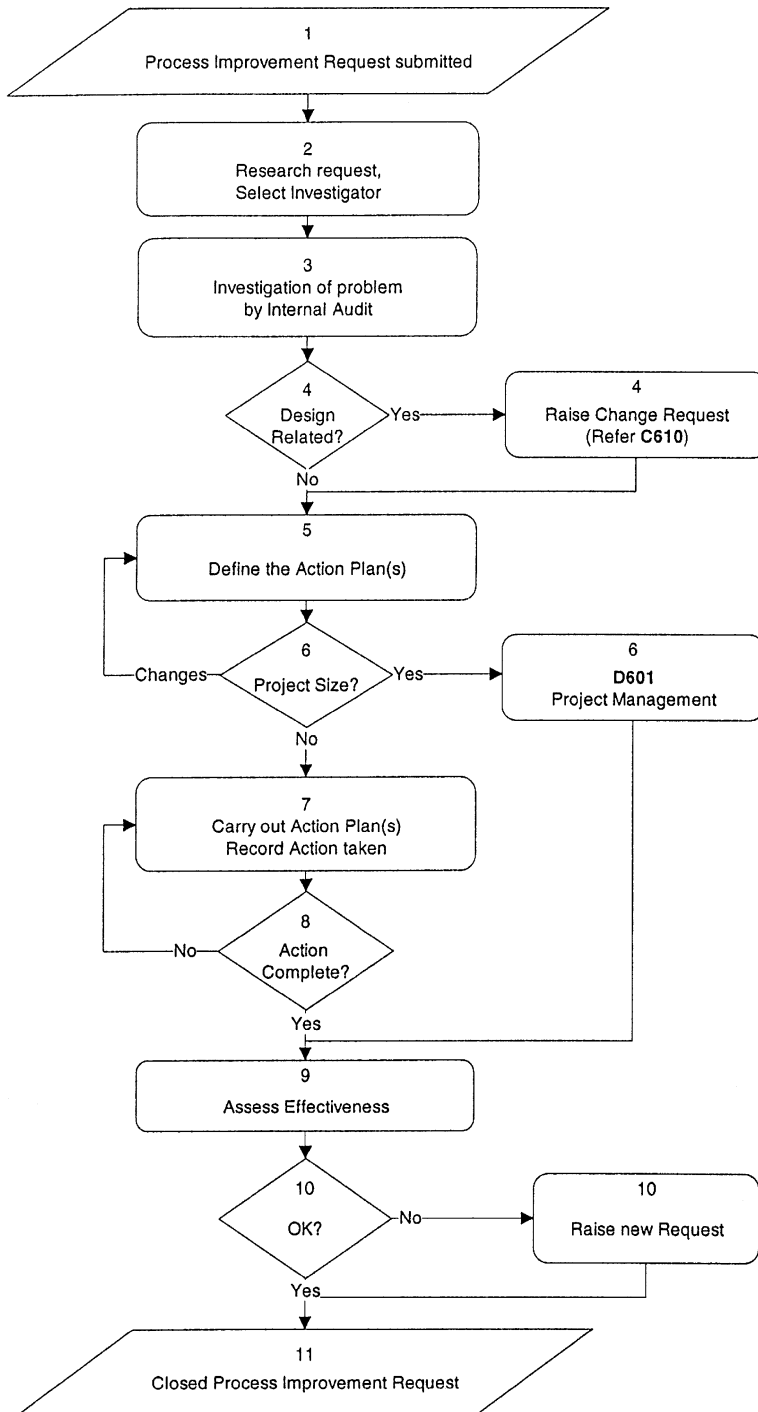 1
Process Improvement Request submitted
2
Research request,
Select Investigator
3
Investigation of problem
by Internal Audit
4
Design
Related?
Yes
4
Raise Change Request
(Refer C610)
No
5
Define the Action Plan(s)
6
Project Size?
Changes
Yes
6
D601
Project Management
No
7
Carry out Action Plan(s)
Record Action taken
8
Action
Complete?
No
Yes
9
Assess Effectiveness
10
OK?
No
10
Raise new Request
Yes
11
Closed Process Improvement Request